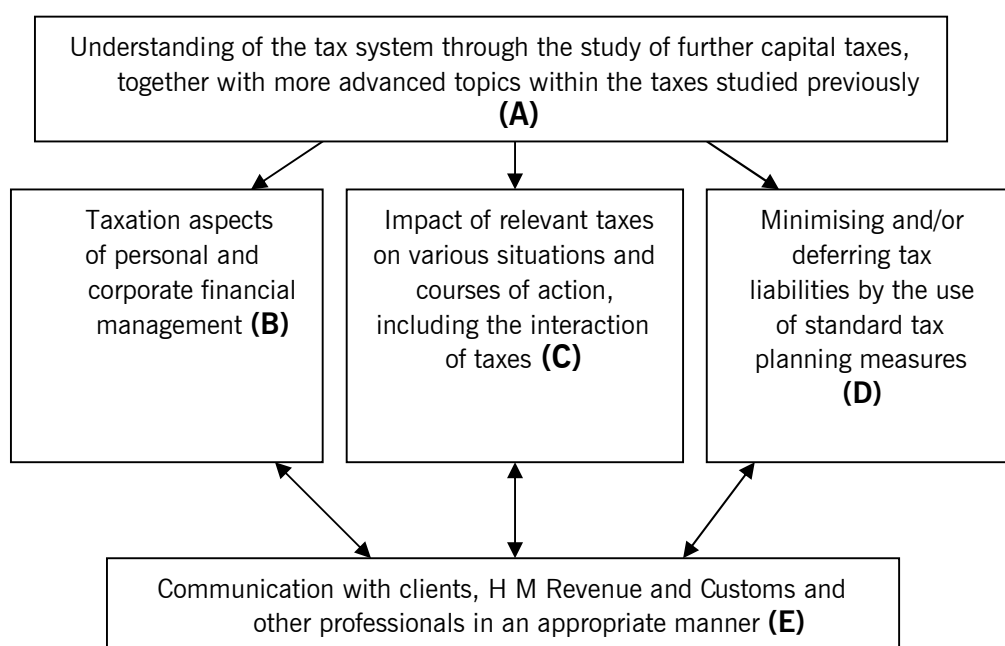 Understanding of the tax system through the study of further capital taxes,
together with more advanced topics within the taxes studied previously
(A)
Taxation aspects
of personal and
corporate financial
management (B)
Impact of relevant taxes
on various situations and
courses of action,
including the interaction
of taxes (C)
Minimising and/or
deferring tax
liabilities by the use
of standard tax
planning measures
(D)
Communication with clients, H M Revenue and Customs and
other professionals in an appropriate manner (E)